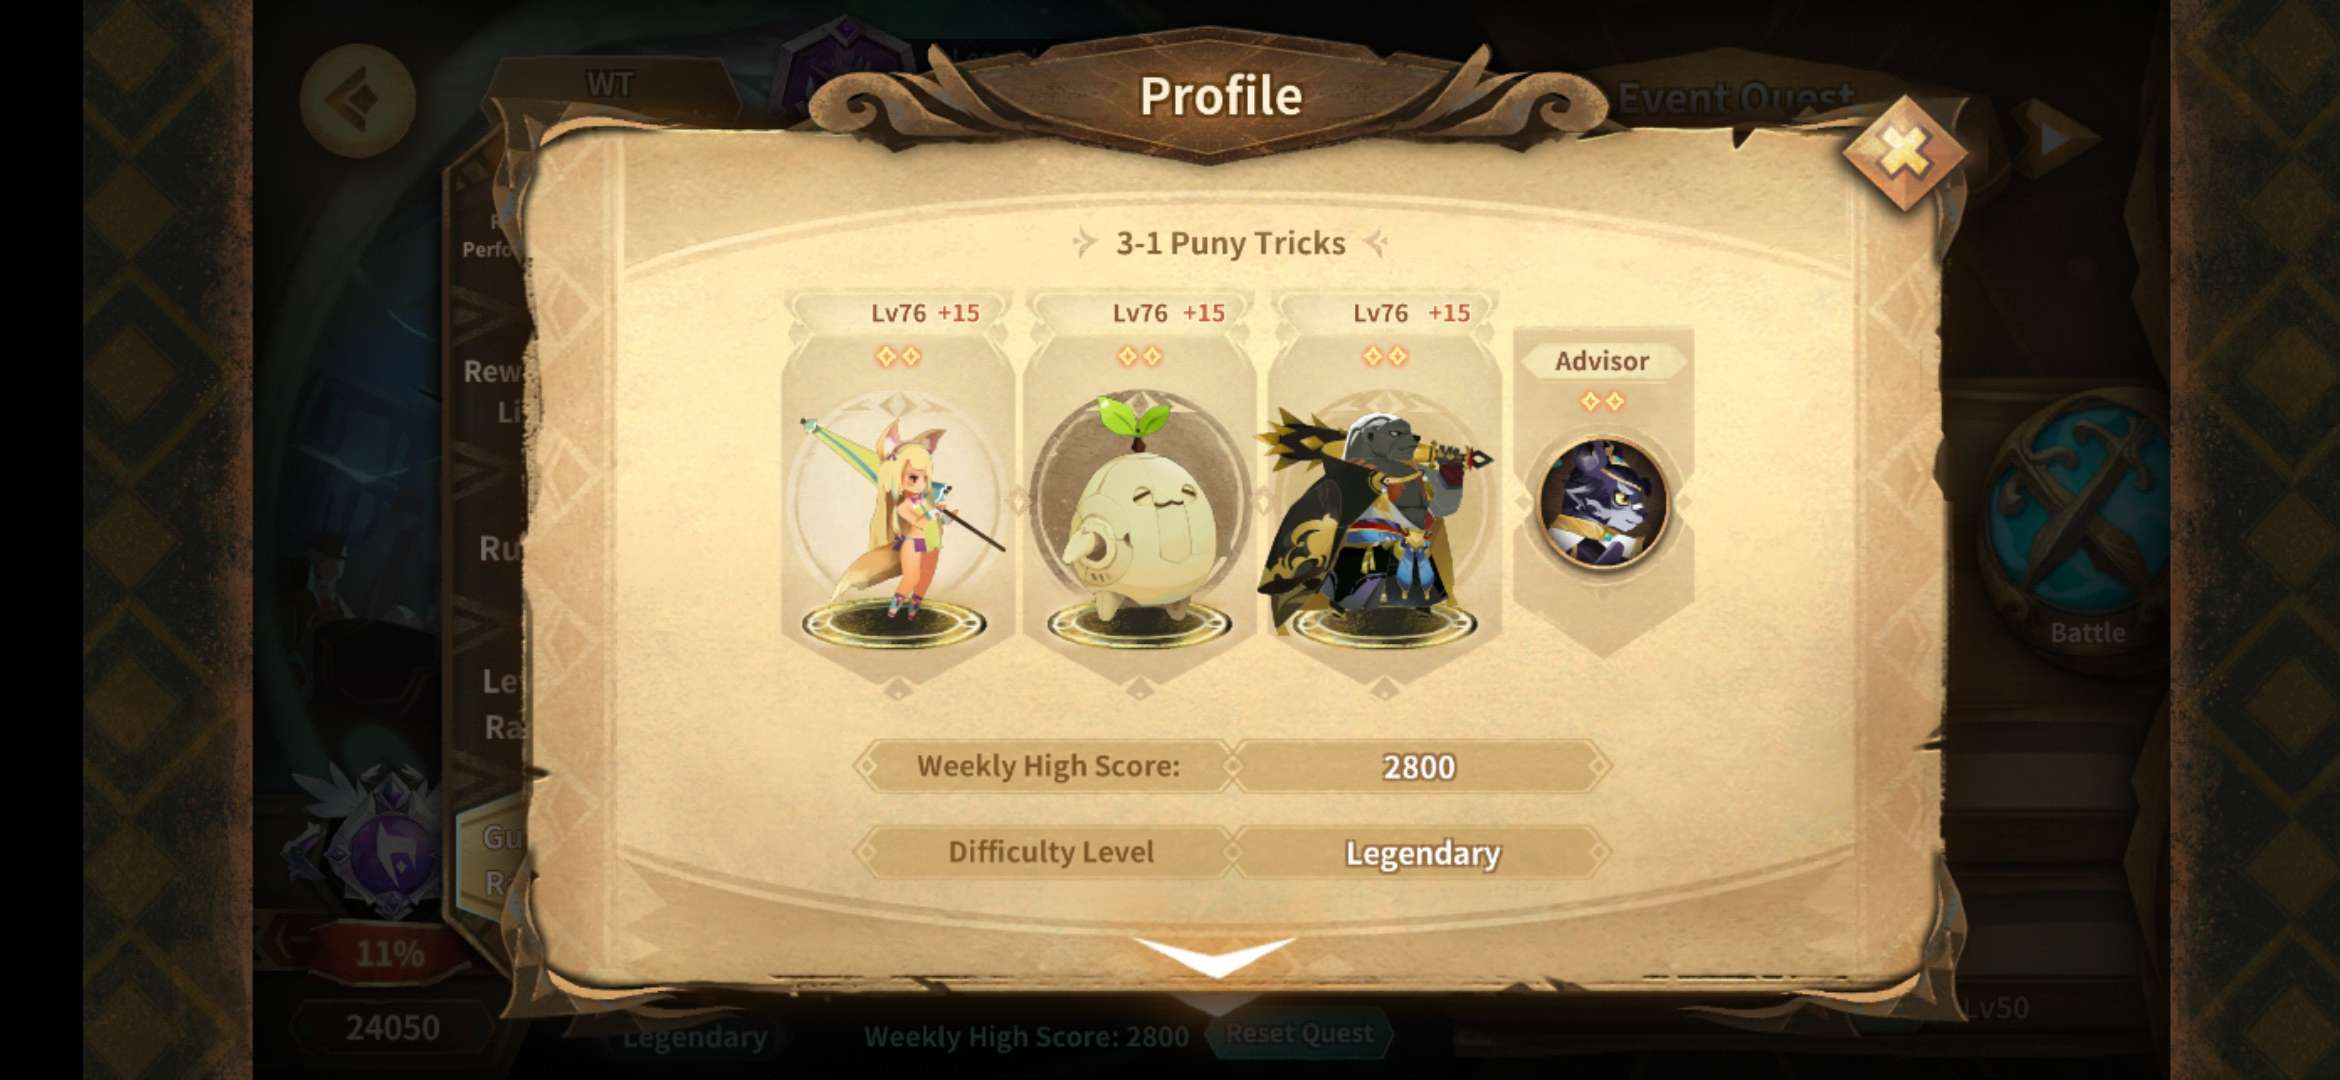 WT
Profile
Event Quest
3-1 Puny Tricks
Lv76 +15
Lv76 +15
Lv76 +15
Advisor
Battle
Weekly High Score:
2800
Difficulty Level
Legendary
11%
24050
Legendary
Weekly High Score: 2800
Reset Quest
Lv50